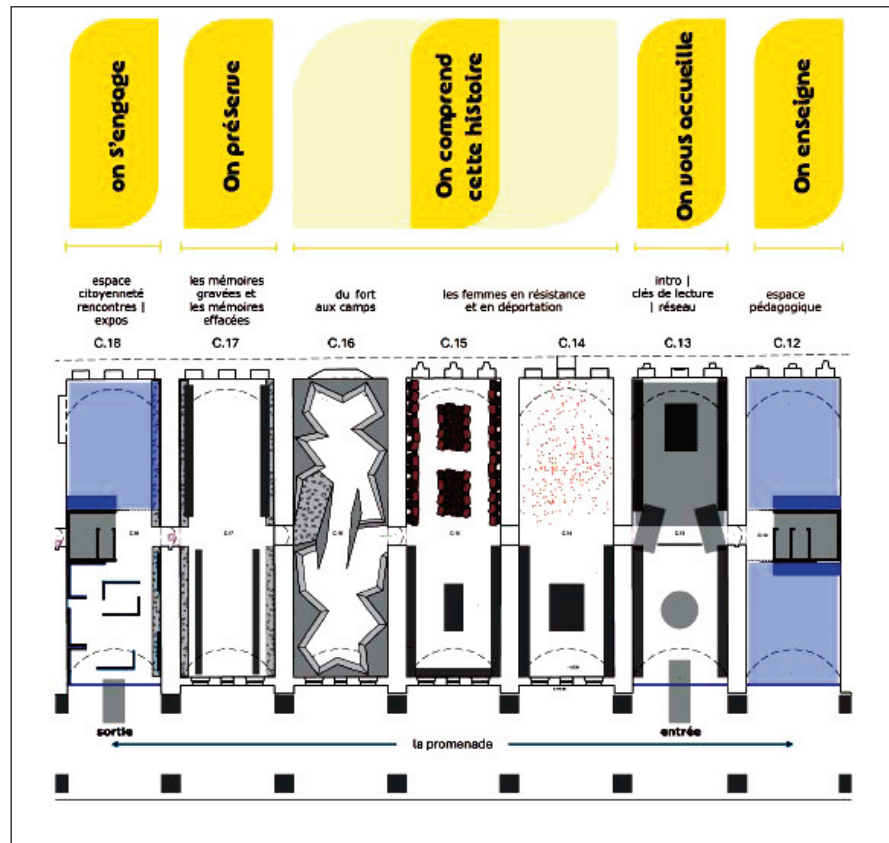 on s'engage
On préserve
On comprend
cette histoire
On vous accueille
On enseigne
espace
citoyenneté
rencontres |
expos
les mémoires
gravées et
les mémoires
effacées
du fort
aux camps
les femmes en résistance
et en déportation
intro |
clés de lecture
| réseau
espace
pédagogique
C.18
C.17
C.16
C.15
C.14
C.13
C.12
sortie
entrée
la promenade